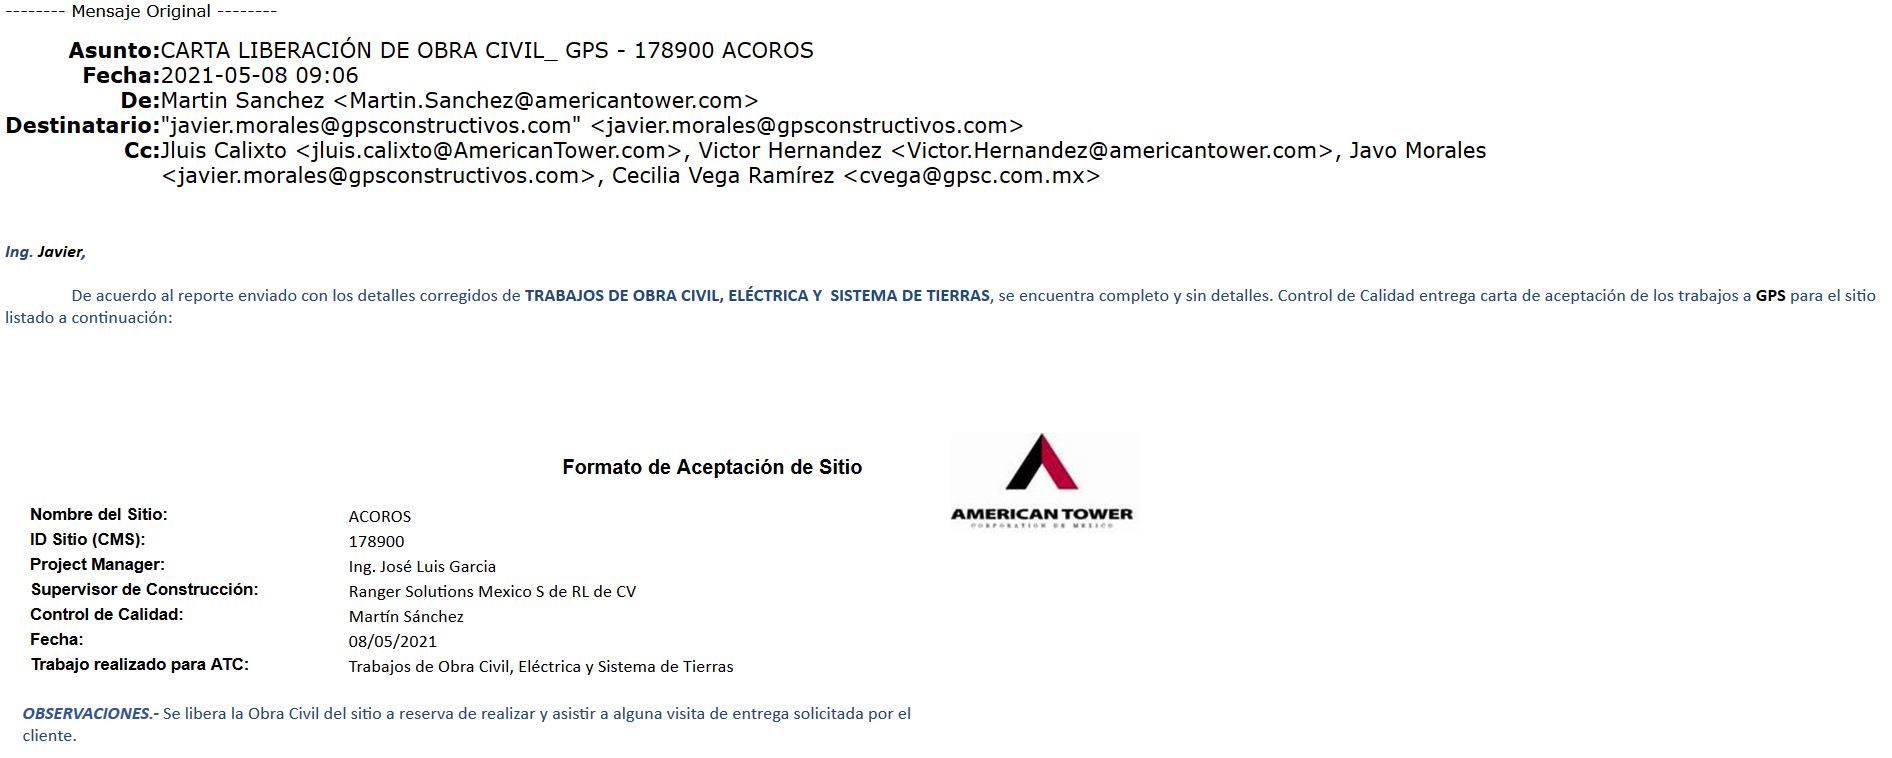 -------- Mensaje Original --------
Asunto:CARTA LIBERACIÓN DE OBRA CIVIL_ GPS - 178900 ACOROS
Fecha:2021-05-08 09:06
De:Martin Sanchez <Martin.Sanchez@americantower.com>
Destinatario:"javier.morales@gpsconstructivos.com" <javier.morales@gpsconstructivos.com>
Cc:Jluis Calixto <jluis.calixto@AmericanTower.com>, Victor Hernandez <Victor.Hernandez@americantower.com>, Javo Morales
<javier.morales@gpsconstructivos.com>, Cecilia Vega Ramírez <cvega@gpsc.com.mx>
Ing. Javier,
De acuerdo al reporte enviado con los detalles corregidos de TRABAJOS DE OBRA CIVIL, ELÉCTRICA Y SISTEMA DE TIERRAS, se encuentra completo y sin detalles. Control de Calidad entrega carta de aceptación de los trabajos a GPS para el sitio
listado a continuación:
Formato de Aceptación de Sitio
AMERICAN TOWER
CORPORATION DE MEXICO
Nombre del Sitio: ACOROS
ID Sitio (CMS): 178900
Project Manager: Ing. José Luis Garcia
Supervisor de Construcción: Ranger Solutions Mexico S de RL de CV
Control de Calidad: Martín Sánchez
Fecha: 08/05/2021
Trabajo realizado para ATC: Trabajos de Obra Civil, Eléctrica y Sistema de Tierras
OBSERVACIONES.- Se libera la Obra Civil del sitio a reserva de realizar y asistir a alguna visita de entrega solicitada por el
cliente.